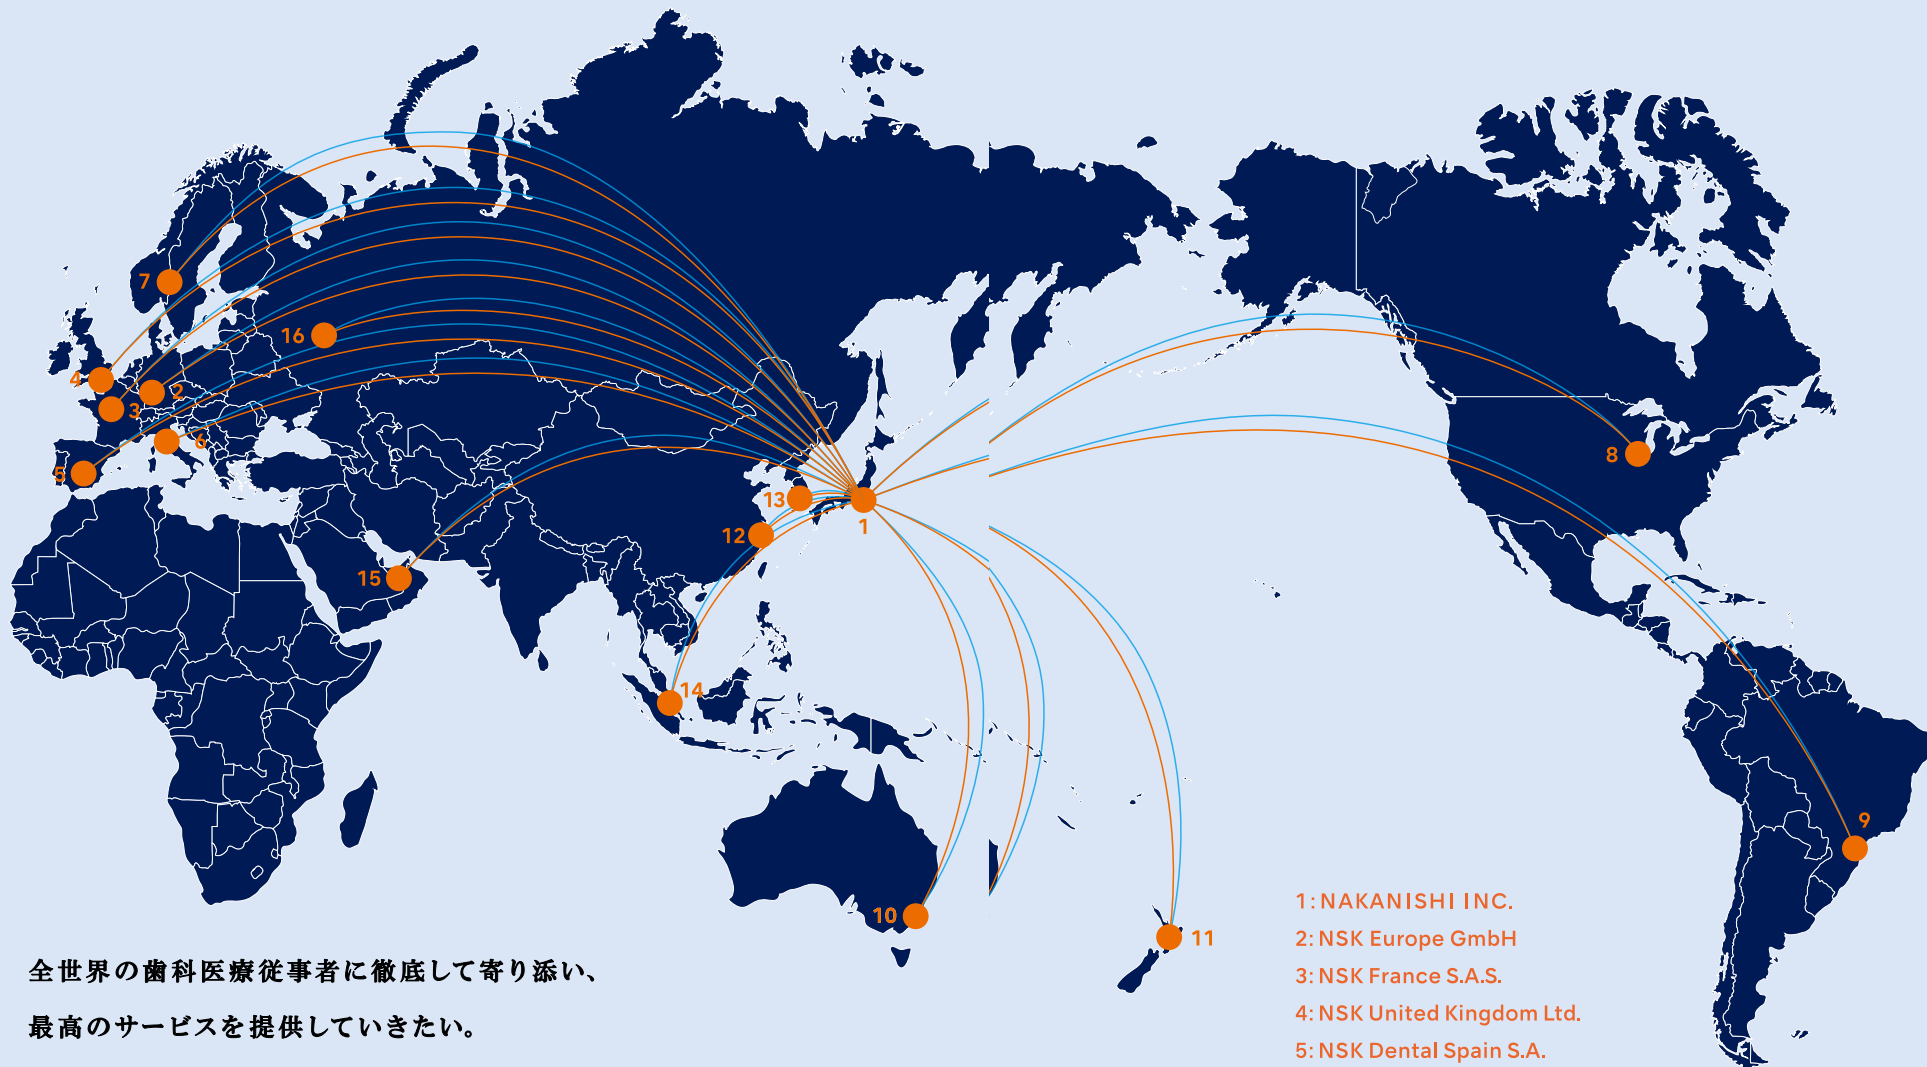 7
16
4
2
3
6
5
8
13
1
12
15
14
9
10
11
全世界の歯科医療従事者に徹底して寄り添い、
最高のサービスを提供していきたい。
1: NAKANISHI INC.
2: NSK Europe GmbH
3: NSK France S.A.S.
4: NSK United Kingdom Ltd.
5: NSK Dental Spain S.A.